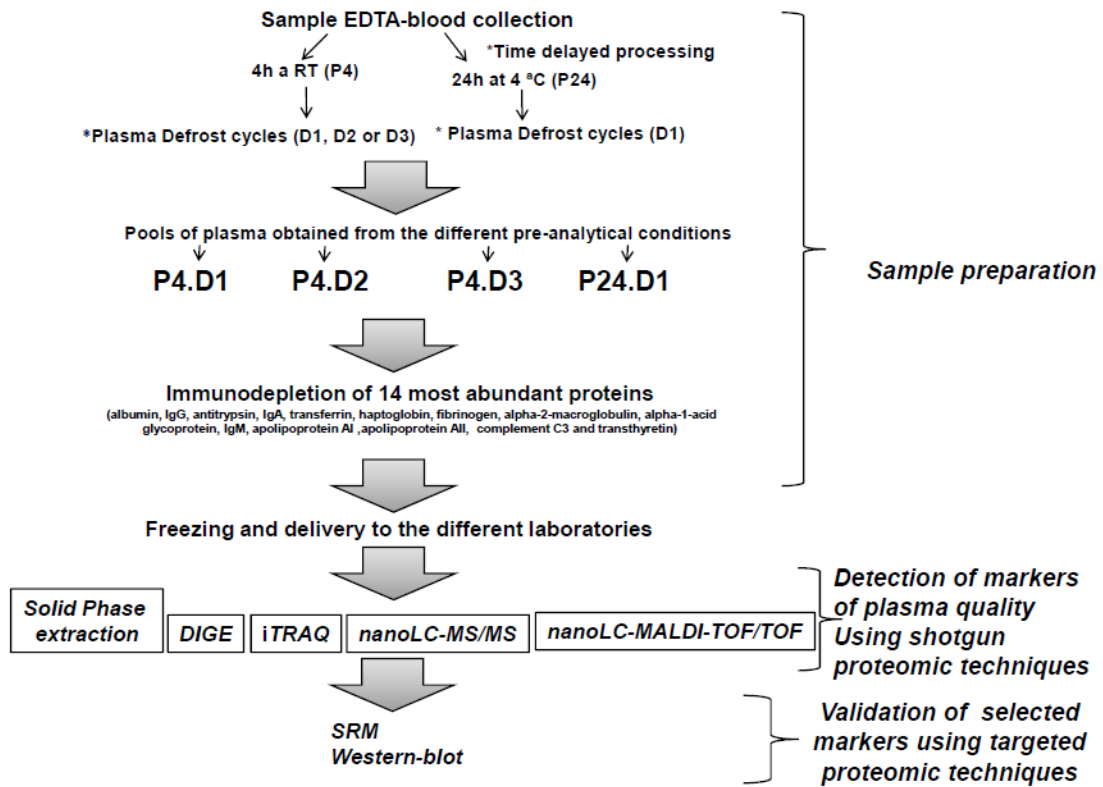 Sample EDTA-blood collection
*Time delayed processing
4h a RT (P4)
24h at 4 ªC (P24)
*Plasma Defrost cycles (D1, D2 or D3)
* Plasma Defrost cycles (D1)
Pools of plasma obtained from the different pre-analytical conditions
P4.D1 P4.D2 P4.D3 P24.D1
Sample preparation
Immunodepletion of 14 most abundant proteins
(albumin, IgG, antitrypsin, IgA, transferrin, haptoglobin, fibrinogen, alpha-2-macroglobulin, alpha-1-acid
glycoprotein, IgM, apolipoprotein AI ,apolipoprotein AII, complement C3 and transthyretin)
Freezing and delivery to the different laboratories
Solid Phase
extraction
DIGE
iTRAQ
nanoLC-MS/MS
nanoLC-MALDI-TOF/TOF
Detection of markers
of plasma quality
Using shotgun
proteomic techniques
SRM
Western-blot
Validation of selected
markers using targeted
proteomic techniques